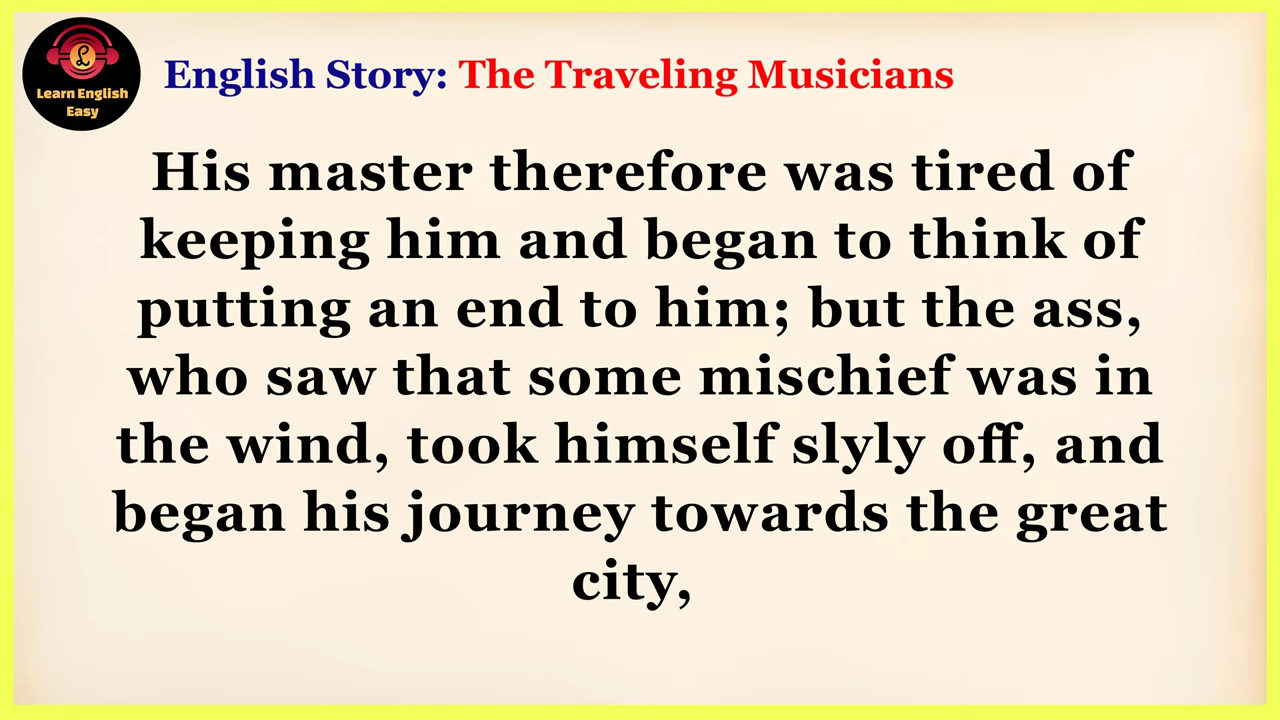 Learn English
Easy
English Story: The Traveling Musicians
His master therefore was tired of
keeping him and began to think of
putting an end to him; but the ass,
who saw that some mischief was in
the wind, took himself slyly off, and
began his journey towards the great
city,